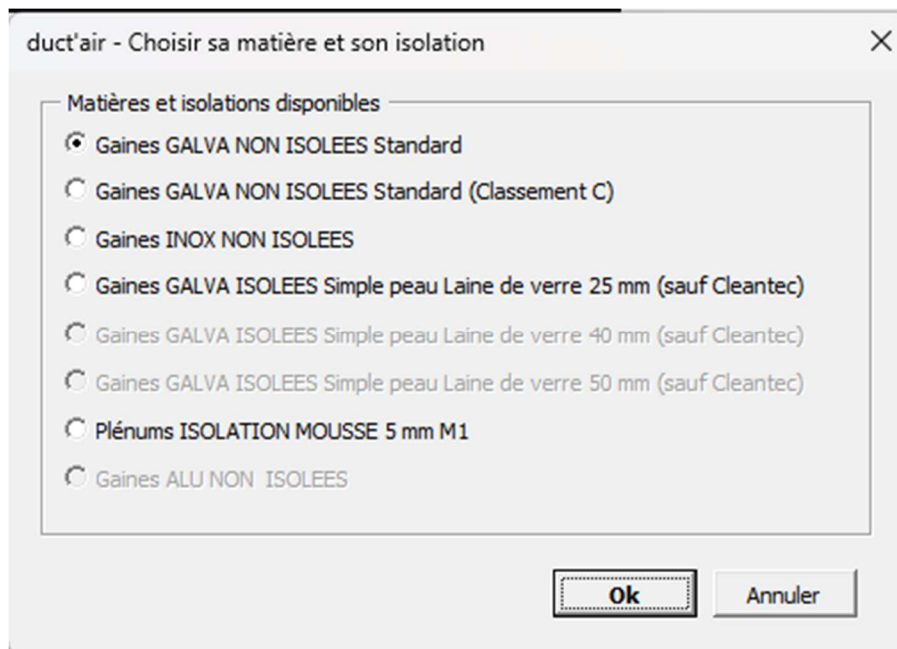 duct'air - Choisir sa matière et son isolation
Matières et isolations disponibles
Gaines GALVA NON ISOLEES Standard
Gaines GALVA NON ISOLEES Standard (Classement C)
Gaines INOX NON ISOLEES
Gaines GALVA ISOLEES Simple peau Laine de verre 25 mm (sauf Cleantec)
Gaines GALVA ISOLEES Simple peau Laine de verre 40 mm (sauf Cleantec)
Gaines GALVA ISOLEES Simple peau Laine de verre 50 mm (sauf Cleantec)
Plénums ISOLATION MOUSSE 5 mm M1
Gaines ALU NON  ISOLEES
Ok Annuler